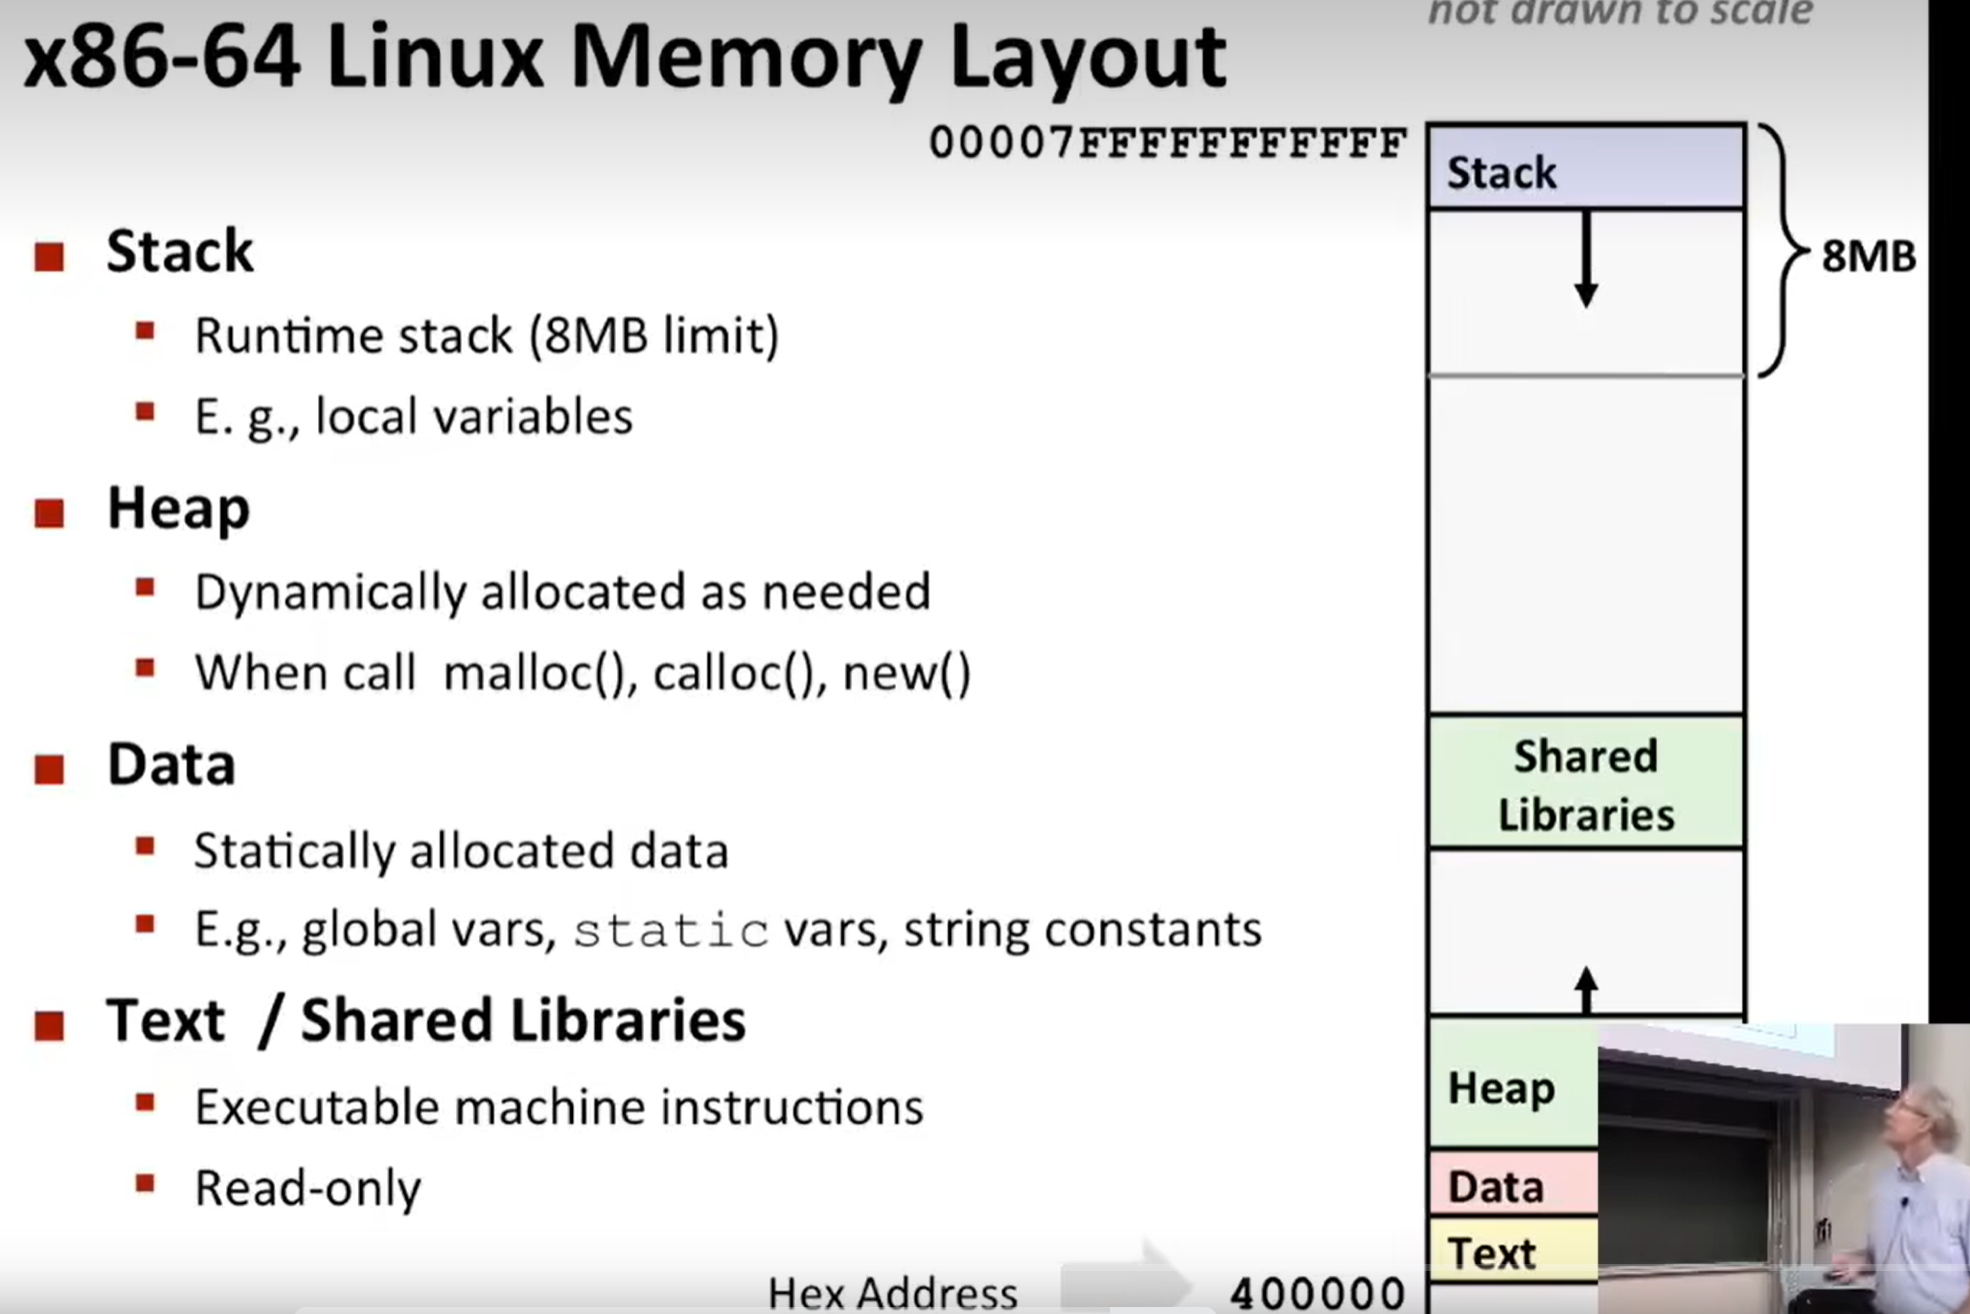 not drawn to scale
x86-64 Linux Memory Layout
00007FFFFFFFFFFF
Stack
8MB
Stack
Runtime stack (8MB limit)
E. g., local variables
Heap
Dynamically allocated as needed
When call malloc(), calloc(), new()
Shared
Libraries
Data
Statically allocated data
E.g., global vars, static vars, string constants
Text / Shared Libraries
Executable machine instructions
Read-only
Heap
Data
Text
Hex Address
400000